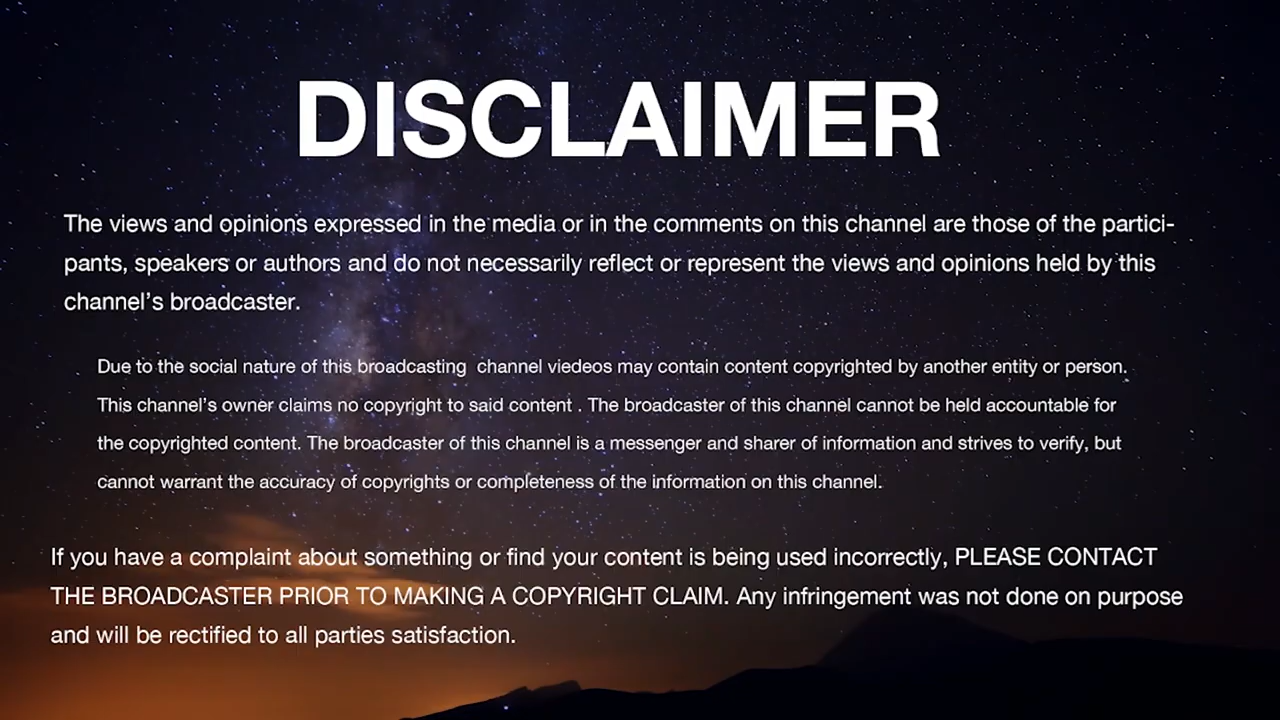 DISCLAIMER
The views and opinions expressed in the media or in the comments on this channel are those of the partici-
pants, speakers or authors and do not necessarily reflect or represent the views and opinions held by this
channel's broadcaster.
Due to the social nature of this broadcasting  channel viedeos may contain content copyrighted by another entity or person.
This channel's owner claims no copyright to said content . The broadcaster of this channel cannot be held accountable for
the copyrighted content. The broadcaster of this channel is a messenger and sharer of information and strives to verify, but
cannot warrant the accuracy of copyrights or completeness of the information on this channel.
If you have a complaint about something or find your content is being used incorrectly, PLEASE CONTACT
THE BROADCASTER PRIOR TO MAKING A COPYRIGHT CLAIM. Any infringement was not done on purpose
and will be rectified to all parties satisfaction.